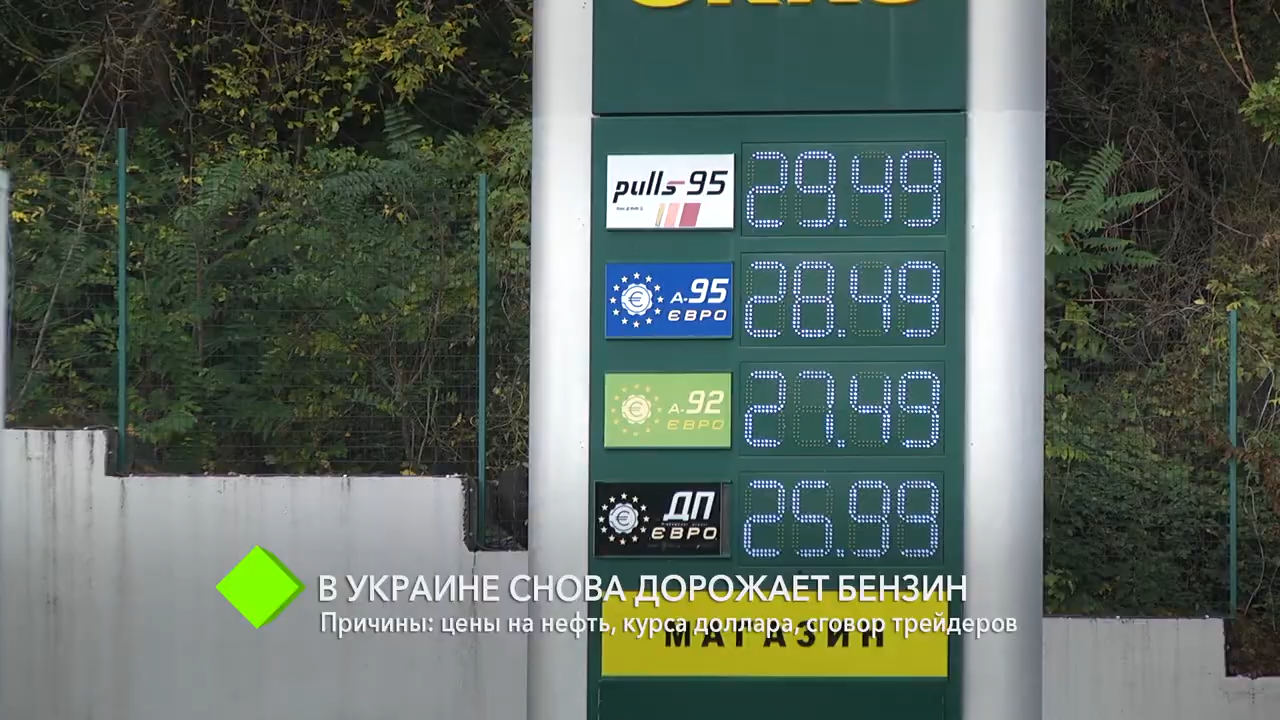 pulls 95 29.49
А-95 ЄВРО 28.49
А-92 ЄВРО 27.49
ДП ЄВРО 25.99
В УКРАИНЕ СНОВА ДОРОЖАЕТ БЕНЗИН
Причины: цены на нефть, курса доллара, сговор трейдеров
МАГАЗИН